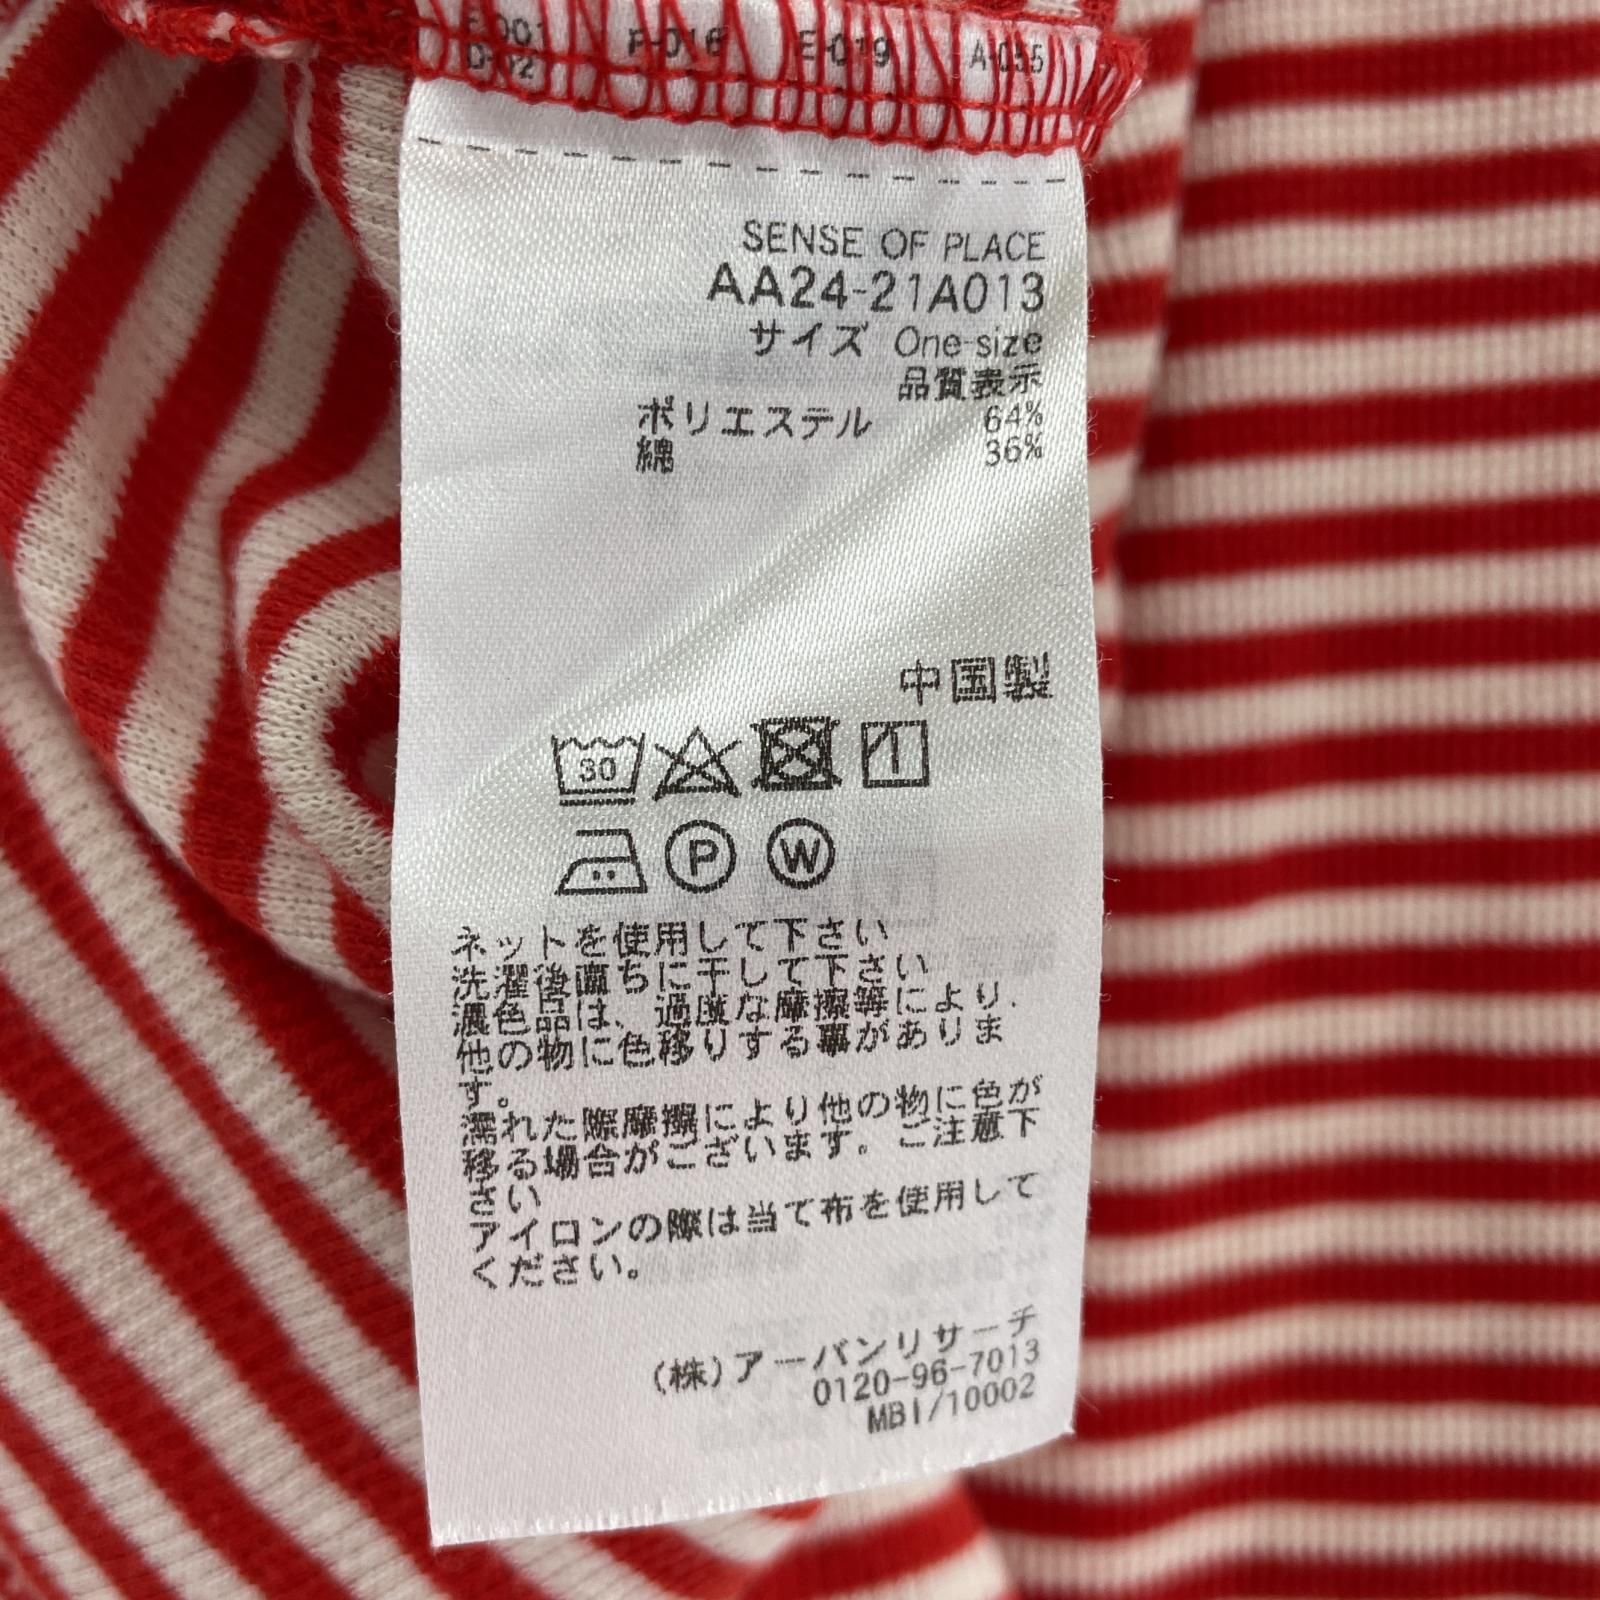 P-016 E-019 A-055
SENSE OF PLACE
AA24-21A013
サイズ One-size
品質表示
ポリエステル 64%
綿 36%
中国製
30
P W
ネットを使用して下さい
洗濯後直ちに干して下さい
濃色品は、過度な摩擦等により、
他の物に色移りする事がありま
す。
濡れた際摩擦により他の物に色が
移る場合がございます。ご注意下
さい
アイロンの際は当て布を使用して
ください。
(株)アーバンリサーチ
0120-96-7013
MBI/10002